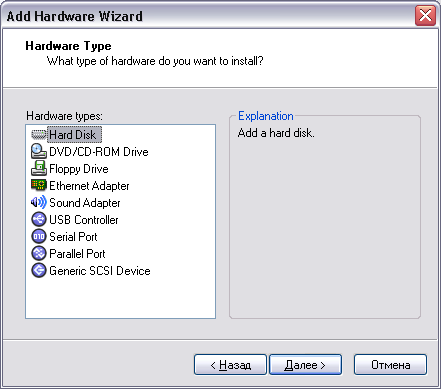 Add Hardware Wizard
Hardware Type
What type of hardware do you want to install?
Hardware types:
Hard Disk
DVD/CD-ROM Drive
Floppy Drive
Ethernet Adapter
Sound Adapter
USB Controller
Serial Port
Parallel Port
Generic SCSI Device
Explanation
Add a hard disk.
< Назад
Далее >
Отмена